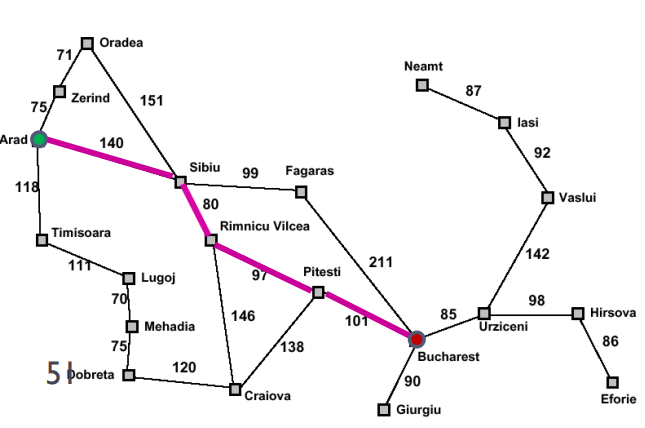 Oradea
71
Neamt
87
Zerind
75
151
Iasi
Arad
140
92
Sibiu
99
Fagaras
118
80
Vaslui
Rimnicu Vilcea
Timisoara
211
142
111
97
Pitesti
Lugoj
70
85
98
Hirsova
146
101
Urziceni
Mehadia
86
75
138
Bucharest
120
5
Dobreta
90
Craiova
Eforie
Giurgiu